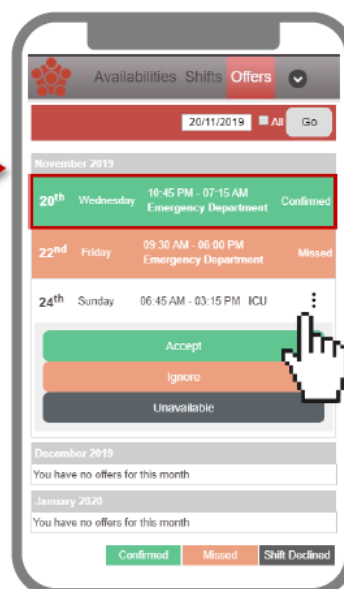 Availabilities Shifts Offers
20/11/2019 All Go
November 2019
20th Wednesday 10:45 PM - 07:15 AM Emergency Department Confirmed
22nd Friday 09:30 AM - 06:00 PM Emergency Department Missed
24th Sunday 06:45 AM - 03:15 PM ICU
Accept
Ignore
Unavailable
December 2019
You have no offers for this month
January 2020
You have no offers for this month
Confirmed Missed Shift Declined